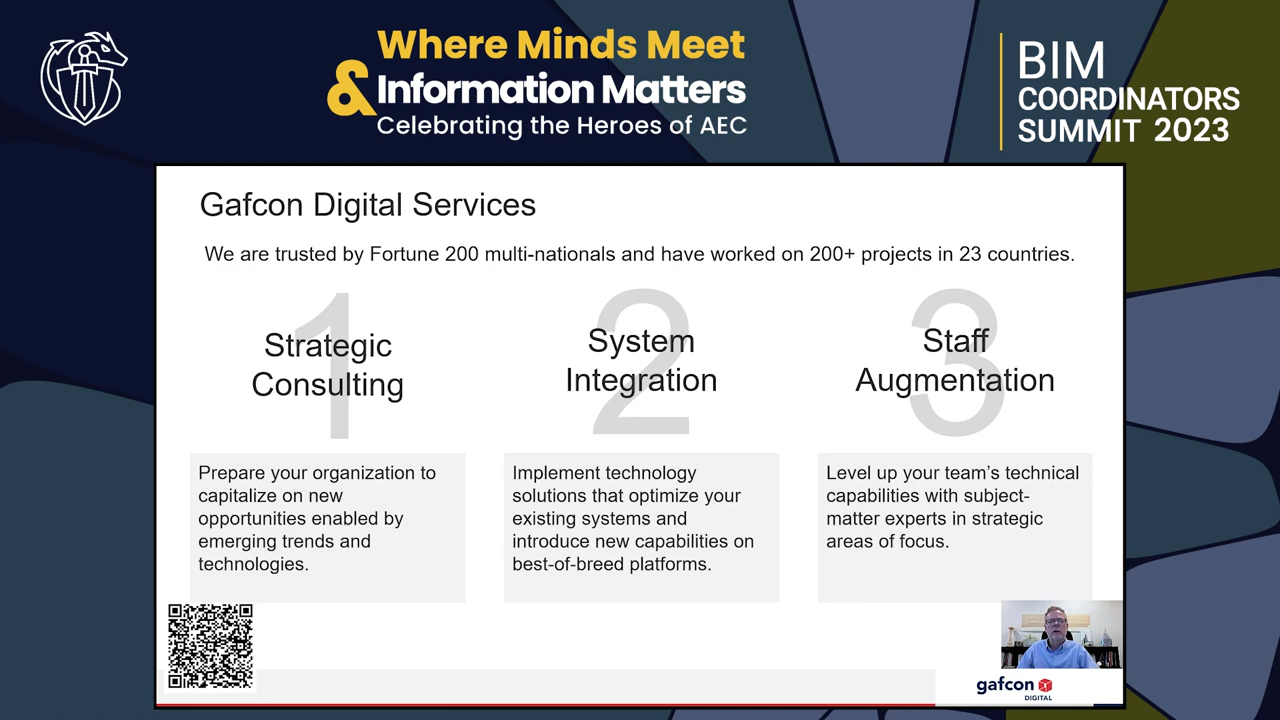 Where Minds Meet
& Information Matters
Celebrating the Heroes of AEC
BIM
COORDINATORS
SUMMIT 2023
Gafcon Digital Services
We are trusted by Fortune 200 multi-nationals and have worked on 200+ projects in 23 countries.
1
Strategic
Consulting
Prepare your organization to
capitalize on new
opportunities enabled by
emerging trends and
technologies.
2
System
Integration
Implement technology
solutions that optimize your
existing systems and
introduce new capabilities on
best-of-breed platforms.
3
Staff
Augmentation
Level up your team's technical
capabilities with subject-
matter experts in strategic
areas of focus.
gafcon
DIGITAL